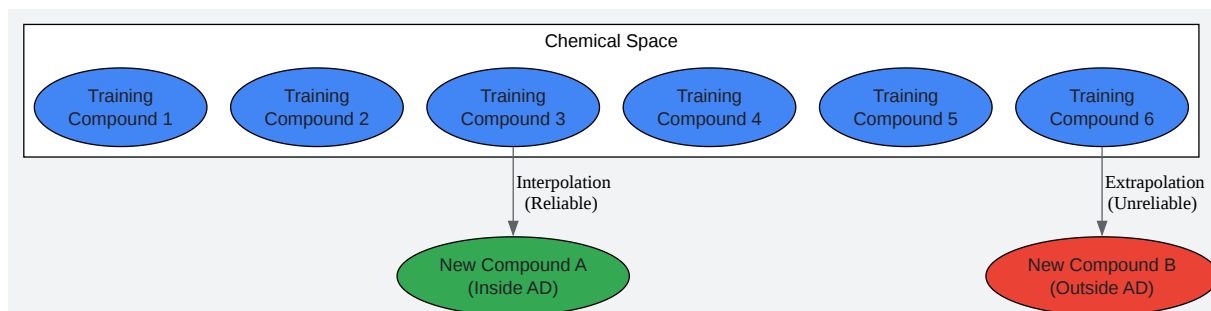 Chemical Space
Training
Compound 1
Training
Compound 2
Training
Compound 3
Training
Compound 4
Training
Compound 5
Training
Compound 6
Interpolation
(Reliable)
Extrapolation
(Unreliable)
New Compound A
(Inside AD)
New Compound B
(Outside AD)